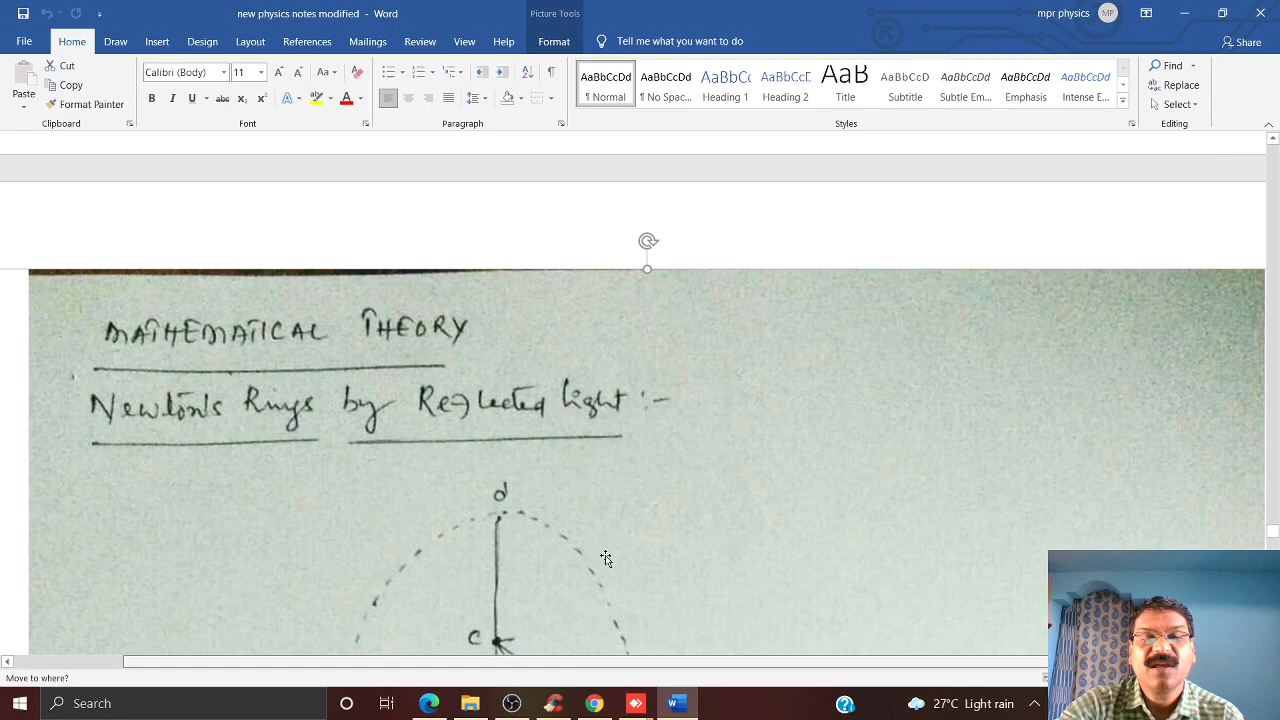 new physics notes modified - Word
Picture Tools
mpr physics
MP
File
Home
Draw
Insert
Design
Layout
References
Mailings
Review
View
Help
Format
Tell me what you want to do
Share
Paste
Cut
Copy
Format Painter
Clipboard
Calibri (Body)
11
Font
Paragraph
AaBbCcDd
¶ Normal
AaBbCcDd
¶ No Spac...
AaBbCc
Heading 1
AaBbCcD
Heading 2
AaB
Title
AaBbCcD
Subtitle
AaBbCcDd
Subtle Em...
AaBbCcDd
Emphasis
AaBbCcDd
Intense E...
Styles
Find
Replace
Select
Editing
MATHEMATICAL THEORY
Newton's Rings by Reflected light :-
d
C
Move to where?
Search
27°C Light rain